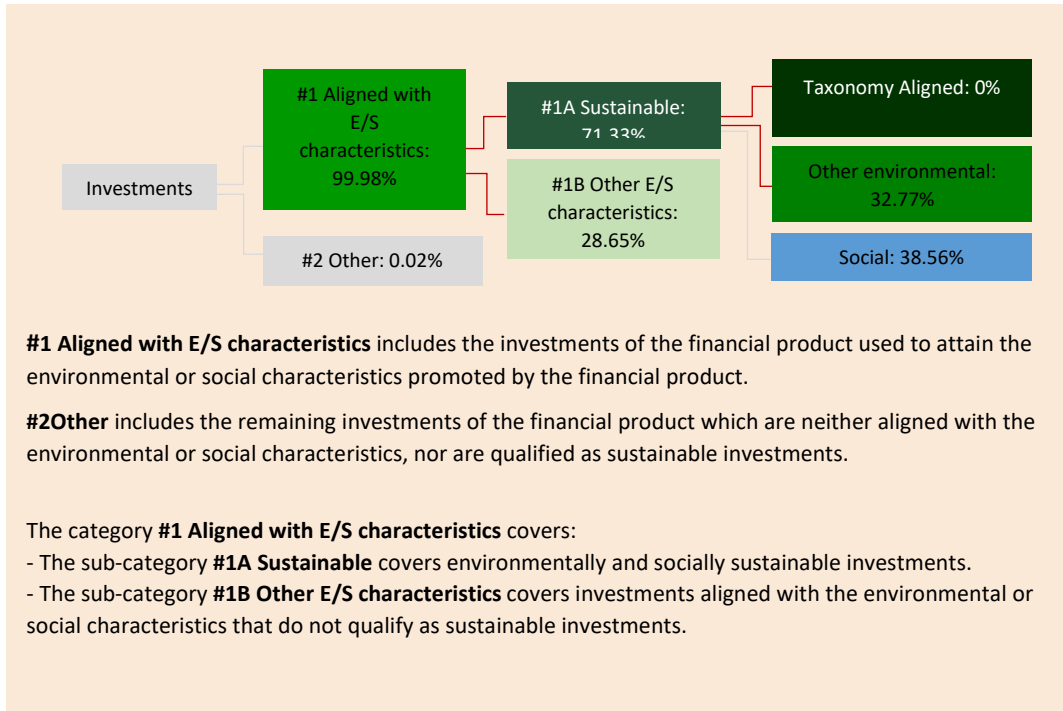 Investments
#1 Aligned with
E/S
characteristics:
99.98%
#2 Other: 0.02%
#1A Sustainable:
71.33%
#1B Other E/S
characteristics:
28.65%
Taxonomy Aligned: 0%
Other environmental:
32.77%
Social: 38.56%
#1 Aligned with E/S characteristics includes the investments of the financial product used to attain the
environmental or social characteristics promoted by the financial product.
#2Other includes the remaining investments of the financial product which are neither aligned with the
environmental or social characteristics, nor are qualified as sustainable investments.
The category #1 Aligned with E/S characteristics covers:
- The sub-category #1A Sustainable covers environmentally and socially sustainable investments.
- The sub-category #1B Other E/S characteristics covers investments aligned with the environmental or
social characteristics that do not qualify as sustainable investments.